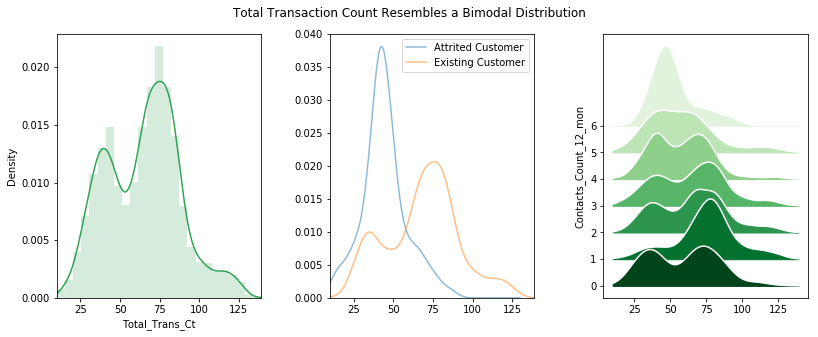 Total Transaction Count Resembles a Bimodal Distribution
Density
0.020
0.015
0.010
0.005
0.000
25 50 75 100 125
Total_Trans_Ct
0.040
0.035
0.030
0.025
0.020
0.015
0.010
0.005
0.000
25 50 75 100 125
Attrited Customer
Existing Customer
Contacts_Count_12_mon
6
5
4
3
2
1
0
25 50 75 100 125